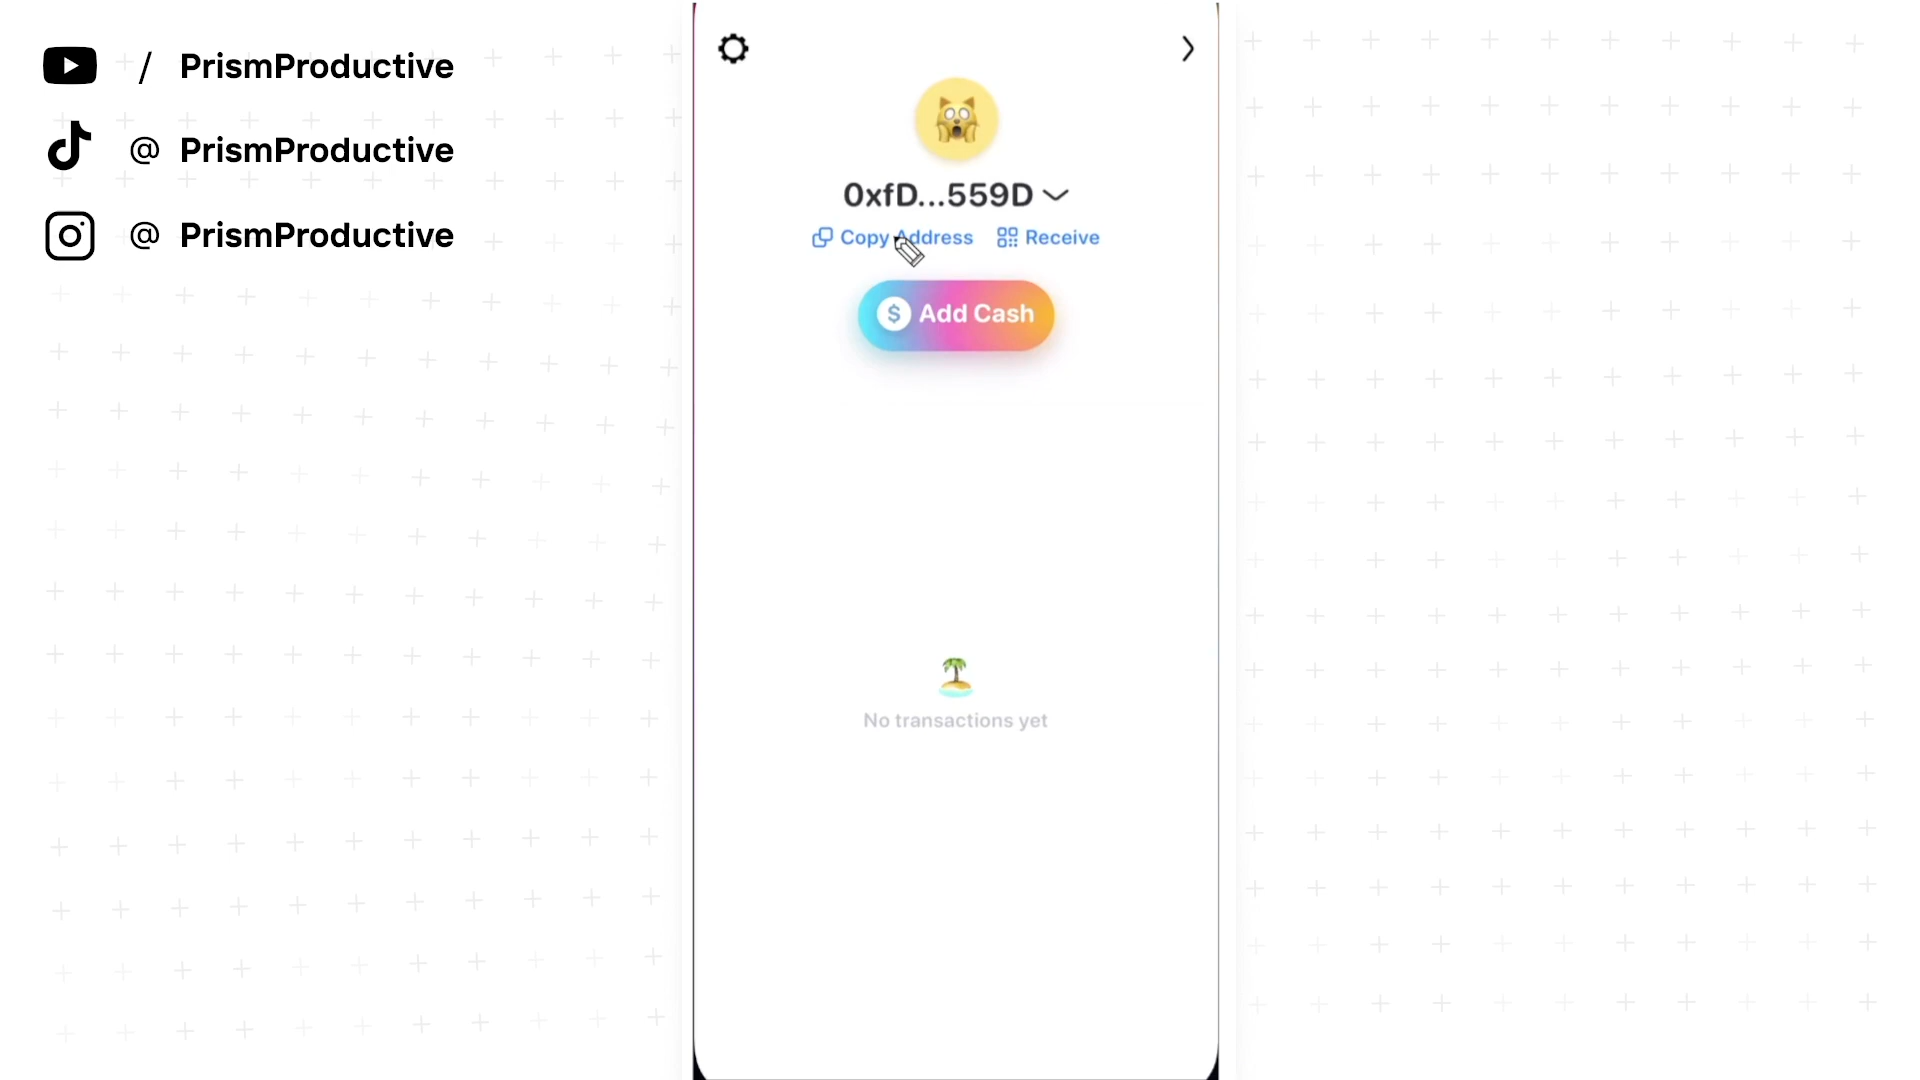 / PrismProductive
@ PrismProductive
@ PrismProductive
0xfD...559D
Copy Address Receive
$ Add Cash
No transactions yet